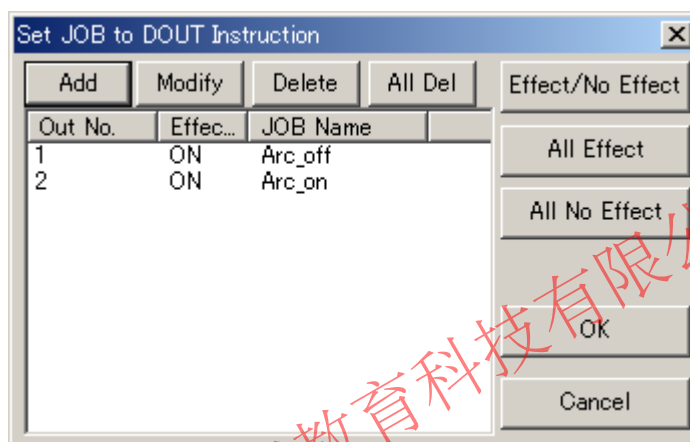 Set JOB to DOUT Instruction
Add Modify Delete All Del
Out No. Effec... JOB Name
1 ON Arc_off
2 ON Arc_on
Effect/No Effect
All Effect
All No Effect
OK
Cancel
教育科技有限公